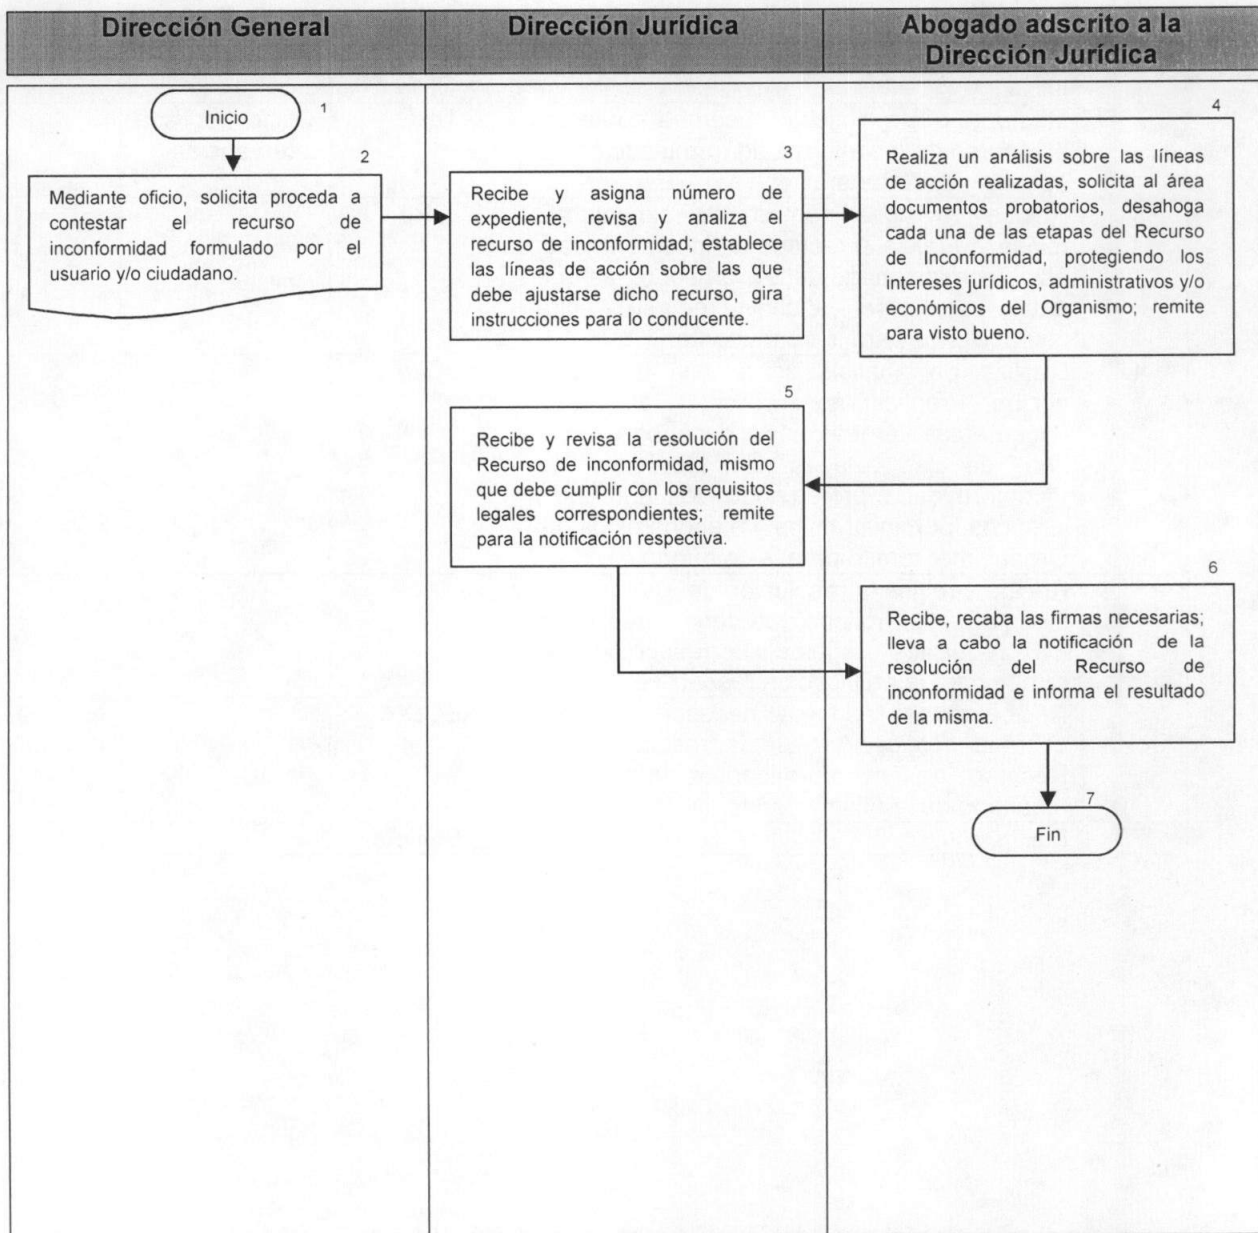 Dirección General
Dirección Jurídica
Abogado adscrito a la
Dirección Jurídica
1
Inicio
2
Mediante oficio, solicita proceda a
contestar el recurso de
inconformidad formulado por el
usuario y/o ciudadano.
3
Recibe y asigna número de
expediente, revisa y analiza el
recurso de inconformidad; establece
las líneas de acción sobre las que
debe ajustarse dicho recurso, gira
instrucciones para lo conducente.
4
Realiza un análisis sobre las líneas
de acción realizadas, solicita al área
documentos probatorios, desahoga
cada una de las etapas del Recurso
de Inconformidad, protegiendo los
intereses jurídicos, administrativos y/o
económicos del Organismo; remite
para visto bueno.
5
Recibe y revisa la resolución del
Recurso de inconformidad, mismo
que debe cumplir con los requisitos
legales correspondientes; remite
para la notificación respectiva.
6
Recibe, recaba las firmas necesarias;
lleva a cabo la notificación de la
resolución del Recurso de
inconformidad e informa el resultado
de la misma.
7
Fin